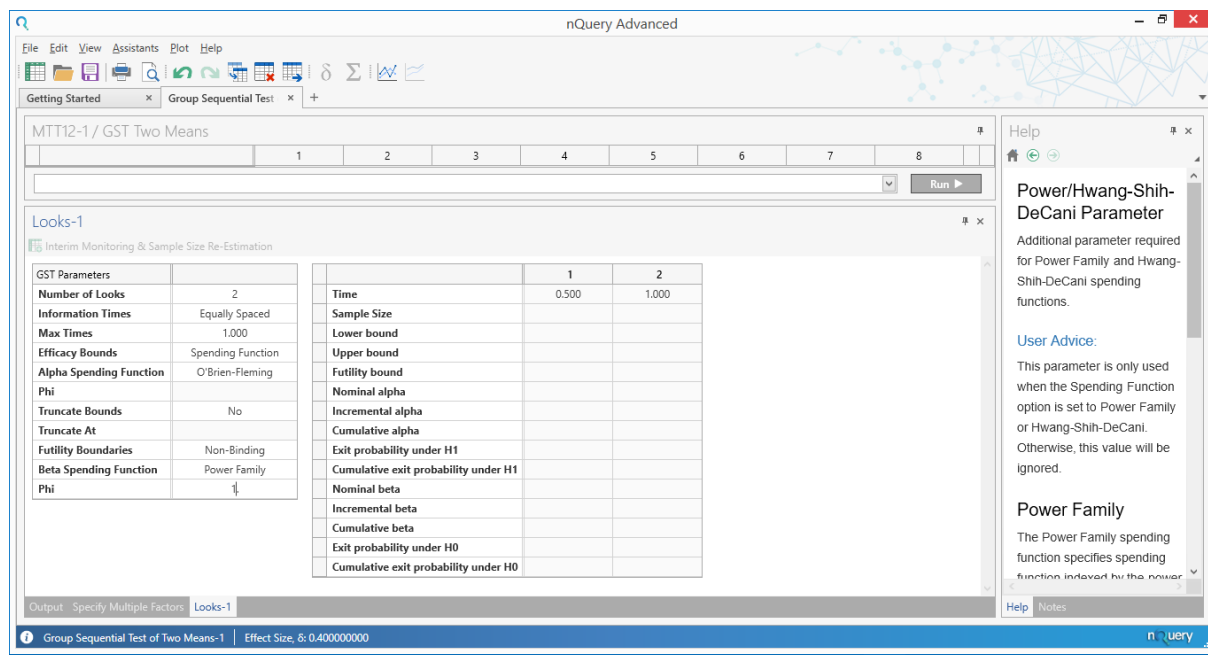 nQuery Advanced
File Edit View Assistants Plot Help
Getting Started × Group Sequential Test × +
MTT12-1 / GST Two Means
1 2 3 4 5 6 7 8
Run
Looks-1
Interim Monitoring & Sample Size Re-Estimation
GST Parameters
Number of Looks 2
Information Times Equally Spaced
Max Times 1.000
Efficacy Bounds Spending Function
Alpha Spending Function O'Brien-Fleming
Phi
Truncate Bounds No
Truncate At
Futility Boundaries Non-Binding
Beta Spending Function Power Family
Phi 1.
1 2
Time 0.500 1.000
Sample Size
Lower bound
Upper bound
Futility bound
Nominal alpha
Incremental alpha
Cumulative alpha
Exit probability under H1
Cumulative exit probability under H1
Nominal beta
Incremental beta
Cumulative beta
Exit probability under H0
Cumulative exit probability under H0
Output Specify Multiple Factors Looks-1
Help
Power/Hwang-Shih-
DeCani Parameter
Additional parameter required
for Power Family and Hwang-
Shih-DeCani spending
functions.
User Advice:
This parameter is only used
when the Spending Function
option is set to Power Family
or Hwang-Shih-DeCani.
Otherwise, this value will be
ignored.
Power Family
The Power Family spending
function specifies spending
function indexed by the power
Help Notes
Group Sequential Test of Two Means-1 Effect Size, δ: 0.400000000
nQuery